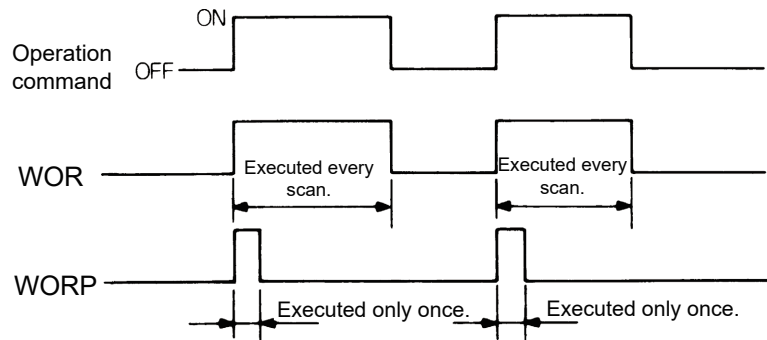 ON
Operation
command
OFF
WOR
Executed every
scan.
Executed every
scan.
WORP
Executed only once.
Executed only once.